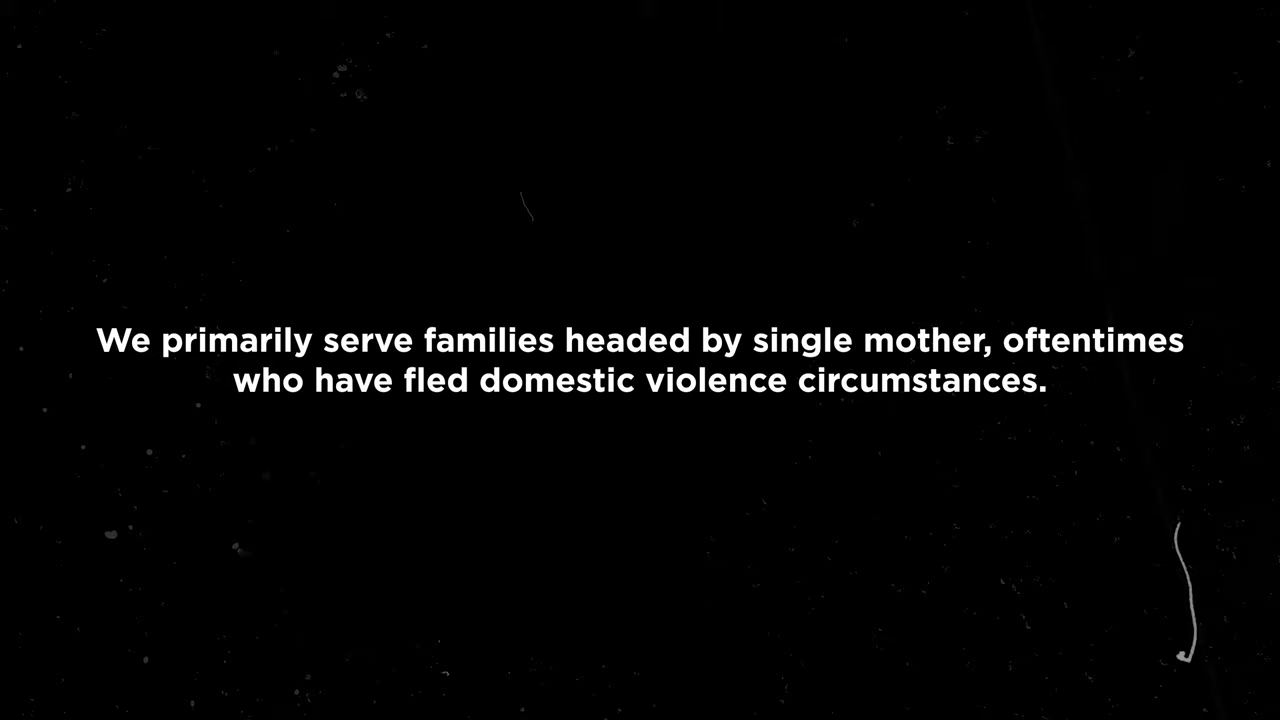 We primarily serve families headed by single mother, oftentimes
who have fled domestic violence circumstances.